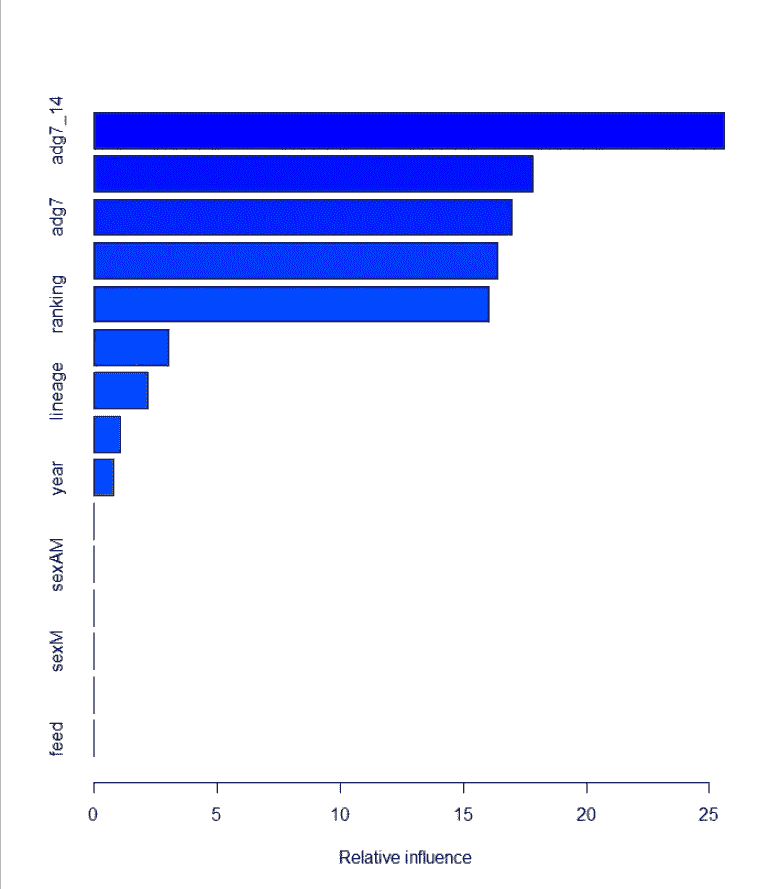 adg7_14
adg7
ranking
lineage
year
sexAM
sexM
feed
0 5 10 15 20 25
Relative influence